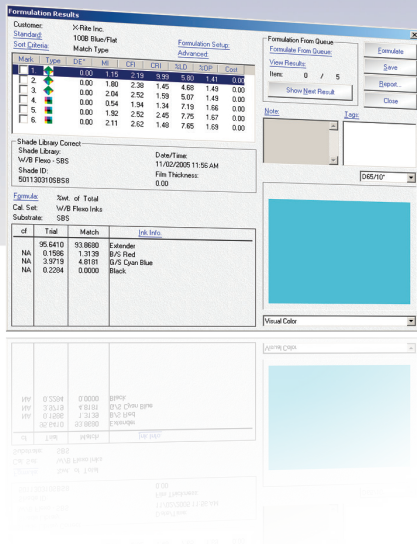 Formulation Results
Customer: X-Rite Inc.
Standard: 100B Blue/Flat
Sort Criteria: Match Type
Formulation Setup:
Advanced:
Mark Type DE* MI CFI CRI %LD %DP Cost
1. 0.00 1.15 2.19 9.99 5.80 1.41 0.00
2. 0.00 1.80 2.38 1.45 4.68 1.49 0.00
3. 0.00 2.04 2.52 1.59 5.07 1.49 0.00
4. 0.00 0.54 1.94 1.34 7.19 1.66 0.00
5. 0.00 1.92 2.52 2.45 7.75 1.67 0.00
6. 0.00 2.11 2.62 1.48 7.65 1.69 0.00
Shade Library Correct
Shade Library:
W/B Flexo - SBS
Date/Time:
11/02/2005 11:56 AM
Shade ID:
501130310SBS8
Film Thickness:
0.00
Formula: %wt. of Total
Cal. Set: W/B Flexo Inks
Substrate: SBS
cf Trial Match Ink Info.
95.6410 93.8680 Extender
NA 0.1586 1.3139 B/S Red
NA 3.9719 4.8181 G/S Cyan Blue
NA 0.2284 0.0000 Black
Formulation From Queue
Formulate From Queue:
View Results:
Item: 0 / 5
Show Next Result
Formulate
Save
Report...
Close
Note:
Tags:
D65/10°
Visual Color